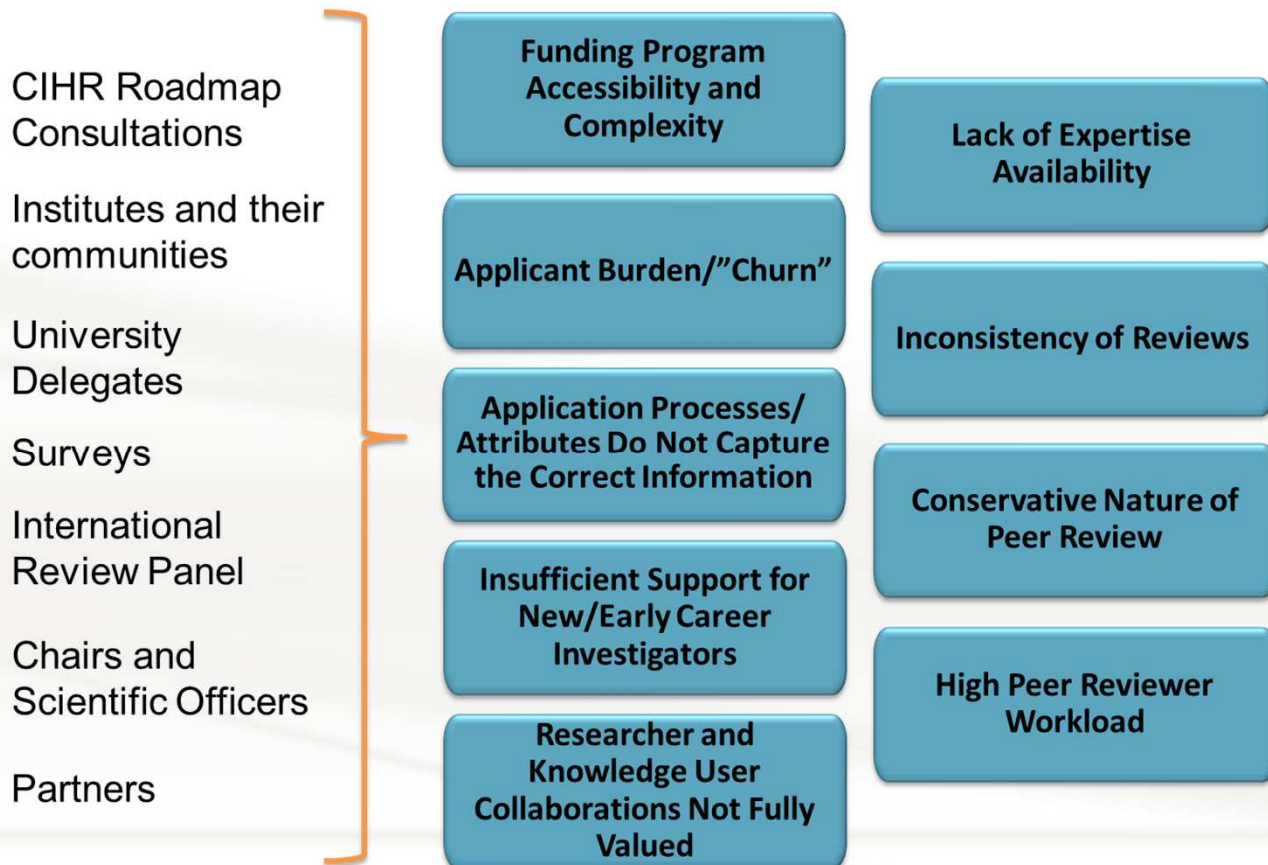 CIHR Roadmap
Consultations
Institutes and their
communities
University
Delegates
Surveys
International
Review Panel
Chairs and
Scientific Officers
Partners
Funding Program
Accessibility and
Complexity
Applicant Burden/”Churn”
Application Processes/
Attributes Do Not Capture
the Correct Information
Insufficient Support for
New/Early Career
Investigators
Researcher and
Knowledge User
Collaborations Not Fully
Valued
Lack of Expertise
Availability
Inconsistency of Reviews
Conservative Nature of
Peer Review
High Peer Reviewer
Workload